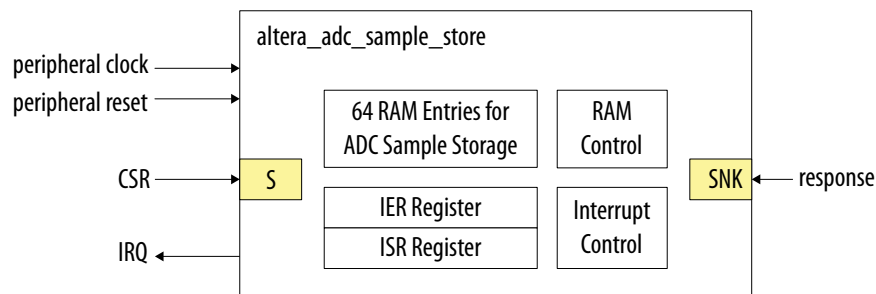 altera_adc_sample_store
peripheral clock
peripheral reset
64 RAM Entries for
ADC Sample Storage
RAM
Control
CSR
S
SNK
response
IER Register
ISR Register
Interrupt
Control
IRQ